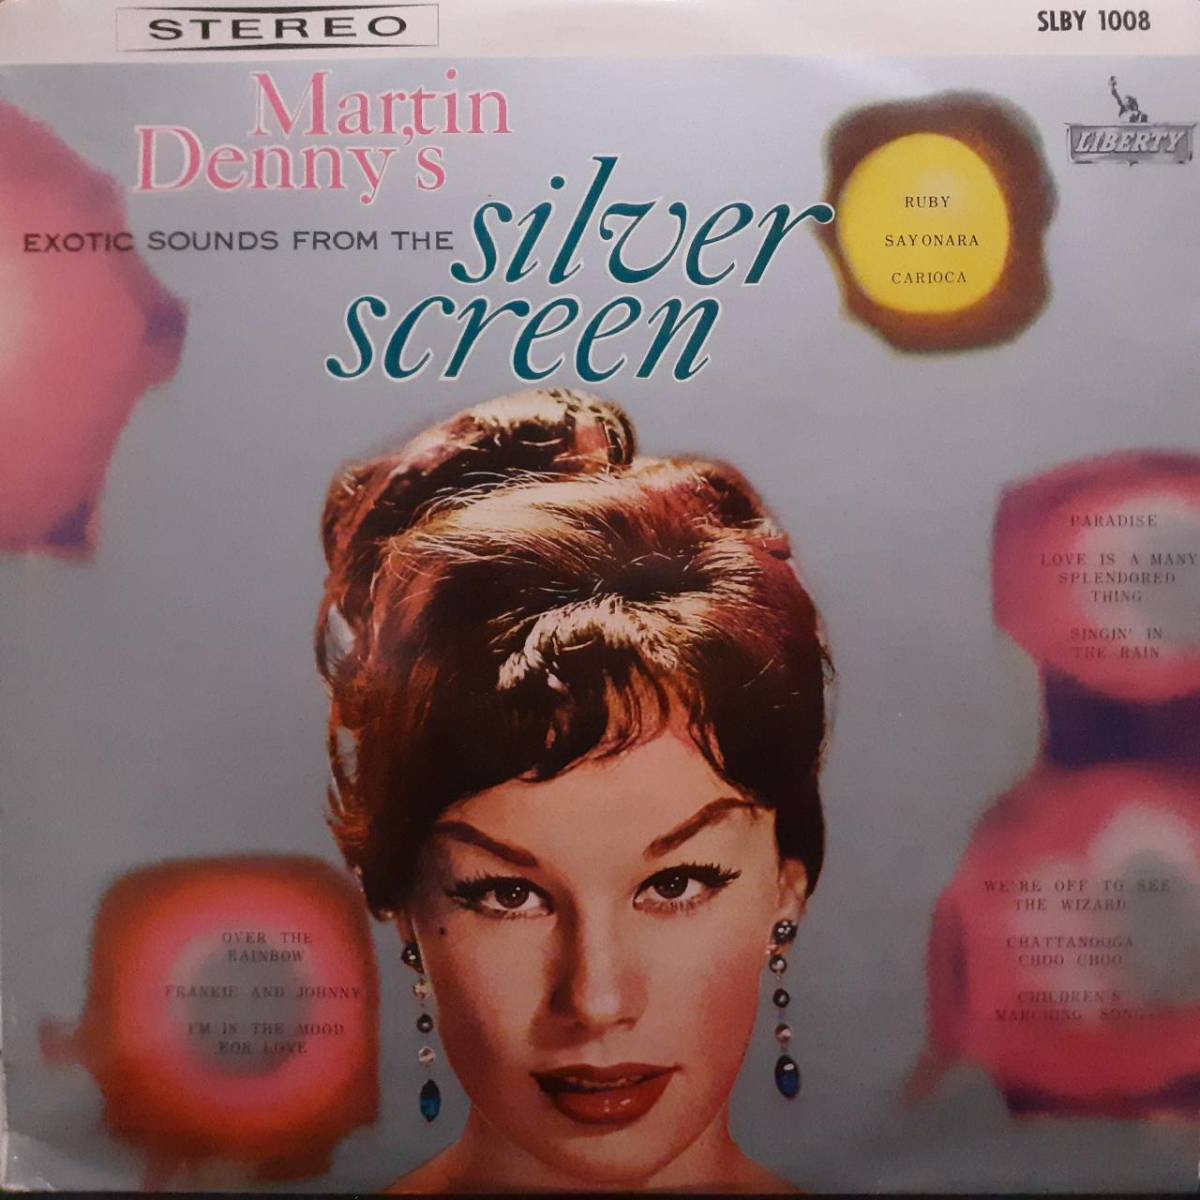 STEREO
SLBY 1008
LIBERTY
Martin
Denny's
EXOTIC SOUNDS FROM THE silver
screen
RUBY
SAYONARA
CARIOCA
PARADISE
LOVE IS A MANY
SPLENDORED
THING
SINGIN' IN
THE RAIN
WE'RE OFF TO SEE
THE WIZARD
CHATTANOOGA
CHOO CHOO
CHILDREN'S
MARCHING SONG
OVER THE
RAINBOW
FRANKIE AND JOHNNY
I'M IN THE MOOD
FOR LOVE